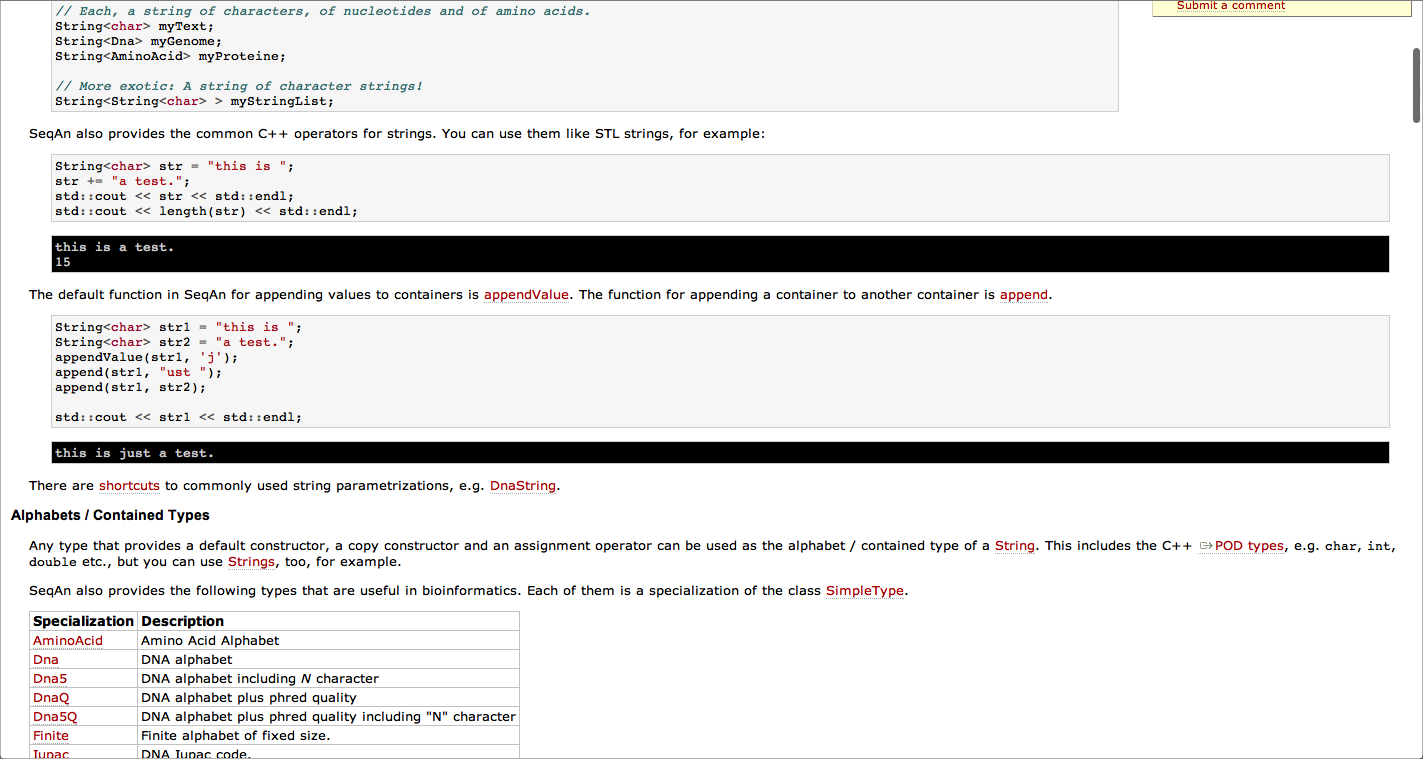 // Each, a string of characters, of nucleotides and of amino acids.
String<char> myText;
String<Dna> myGenome;
String<AminoAcid> myProteine;
// More exotic: A string of character strings!
String<String<char> > myStringList;
Submit a comment
SeqAn also provides the common C++ operators for strings. You can use them like STL strings, for example:
String<char> str = "this is ";
str += "a test.";
std::cout << str << std::endl;
std::cout << length(str) << std::endl;
this is a test.
15
The default function in SeqAn for appending values to containers is appendValue. The function for appending a container to another container is append.
String<char> str1 = "this is ";
String<char> str2 = "a test.";
appendValue(str1, 'j');
append(str1, "ust ");
append(str1, str2);
std::cout << str1 << std::endl;
this is just a test.
There are shortcuts to commonly used string parametrizations, e.g. DnaString.
Alphabets / Contained Types
Any type that provides a default constructor, a copy constructor and an assignment operator can be used as the alphabet / contained type of a String. This includes the C++ POD types, e.g. char, int,
double etc., but you can use Strings, too, for example.
SeqAn also provides the following types that are useful in bioinformatics. Each of them is a specialization of the class SimpleType.
Specialization Description
AminoAcid Amino Acid Alphabet
Dna DNA alphabet
Dna5 DNA alphabet including N character
DnaQ DNA alphabet plus phred quality
Dna5Q DNA alphabet plus phred quality including "N" character
Finite Finite alphabet of fixed size.
Iupac DNA Iupac code.